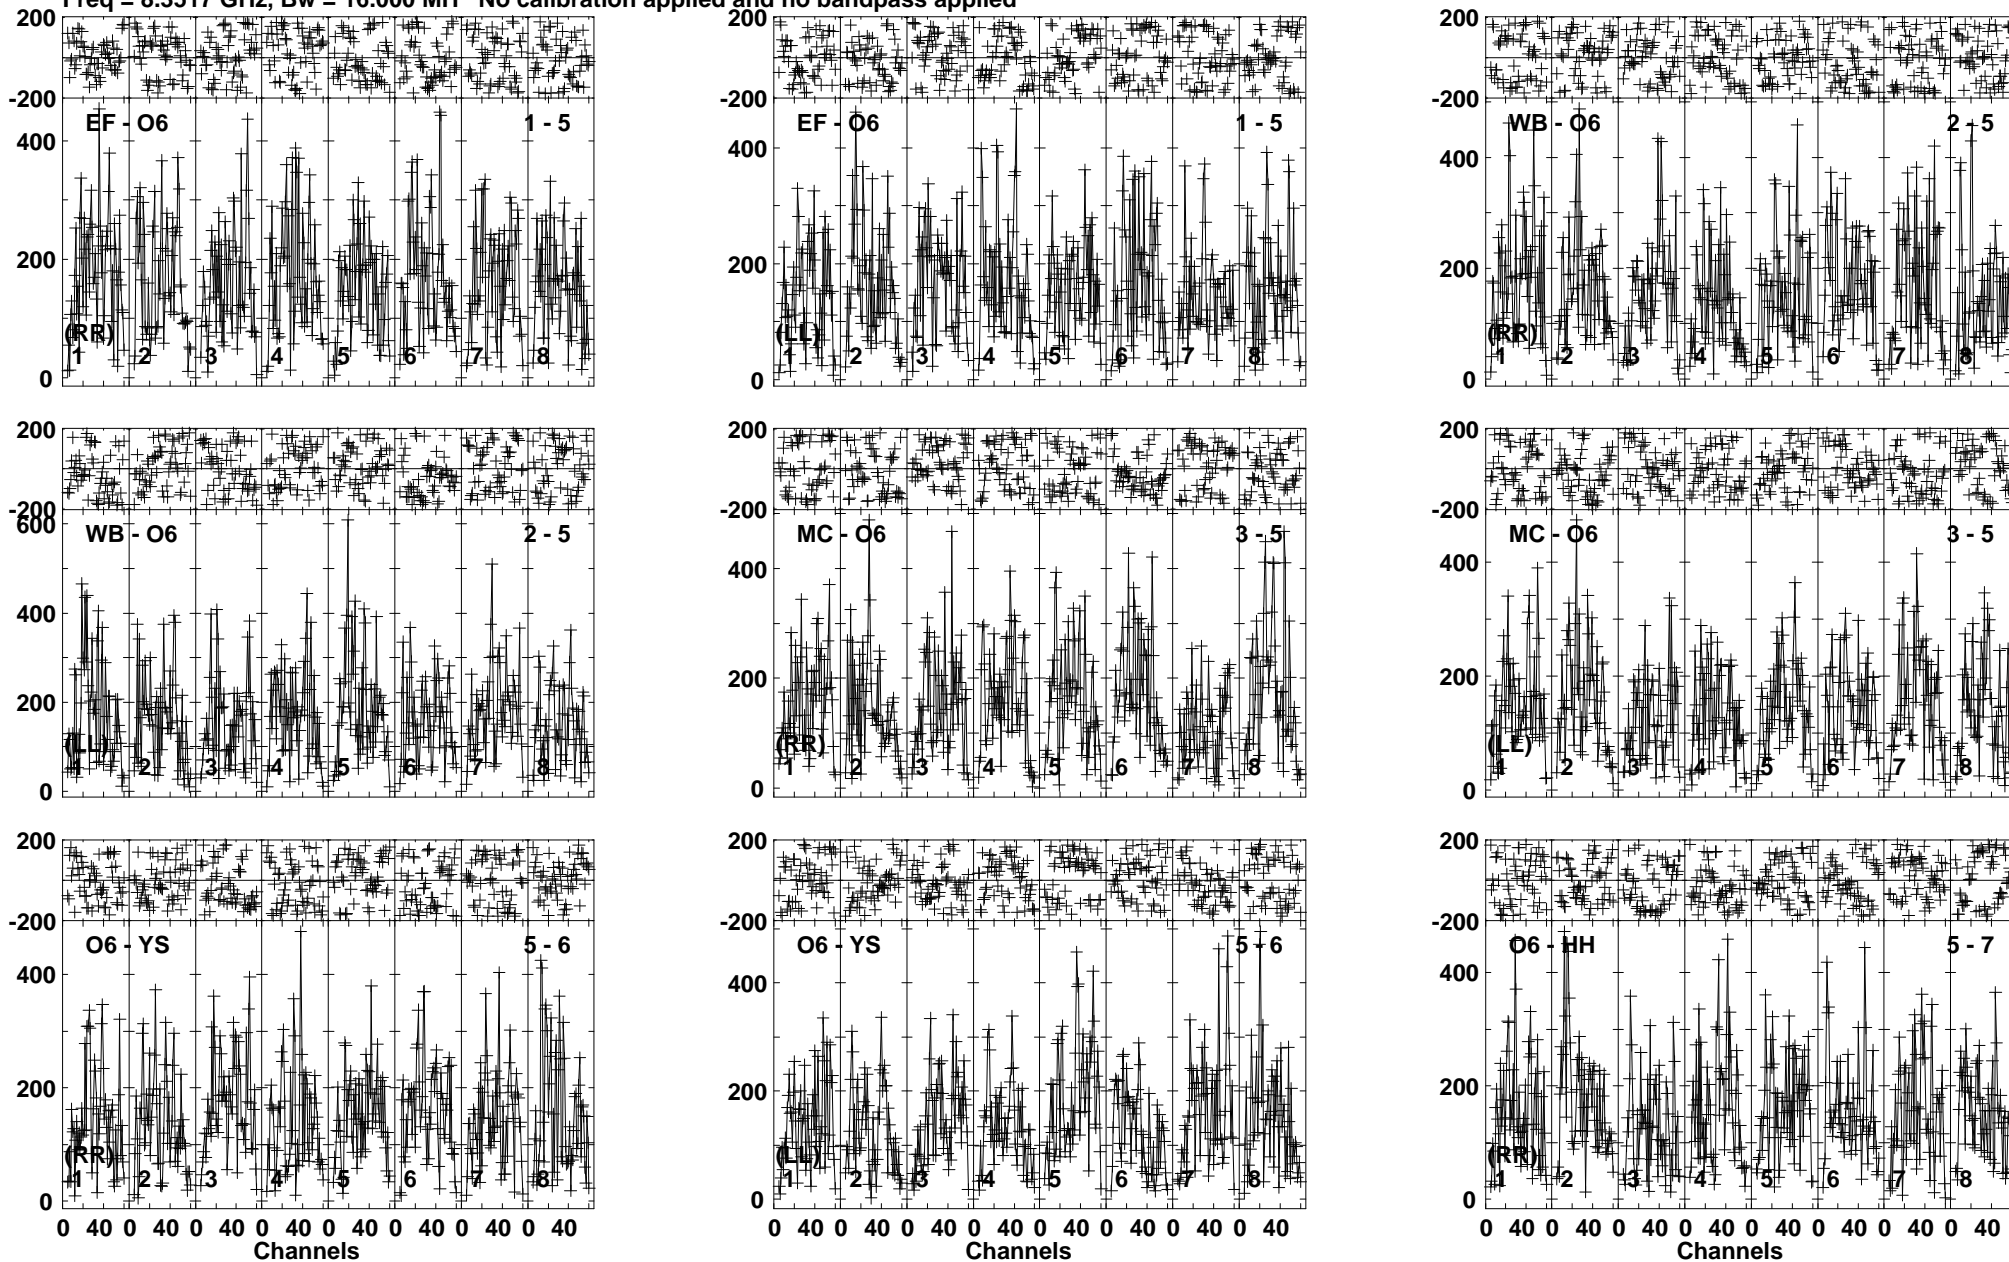 Freq = 8.3517 GHz, Bw = 16.000 MH No calibration applied and no bandpass applied
200 200 200
-200 -200 -200
EF - O6 1 - 5 EF - O6 1 - 5 WB - O6 2 - 5
400 400 400
200 200 200
(RR) (LL) (RR)
1 2 3 4 5 6 7 8 1 2 3 4 5 6 7 8 1 2 3 4 5 6 7 8
0 0 0
200 200 200
-200 -200 -200
600
WB - O6 2 - 5 MC - O6 3 - 5 MC - O6 3 - 5
400 400 400
200 200 200
(LL) (RR) (LL)
1 2 3 4 5 6 7 8 1 2 3 4 5 6 7 8 1 2 3 4 5 6 7 8
0 0 0
200 200 200
-200 -200 -200
O6 - YS 5 - 6 O6 - YS 5 - 6 O6 - HH 5 - 7
400 400 400
200 200 200
(RR) (LL) (RR)
1 2 3 4 5 6 7 8 1 2 3 4 5 6 7 8 1 2 3 4 5 6 7 8
0 0 0
0 40 0 40 0 40 0 40 0 40 0 40 0 40 0 40 0 40 0 40 0 40 0 40 0 40 0 40 0 40 0 40 0 40 0 40 0 40 0 40 0 40 0 40 0 40 0 40
Channels Channels Channels